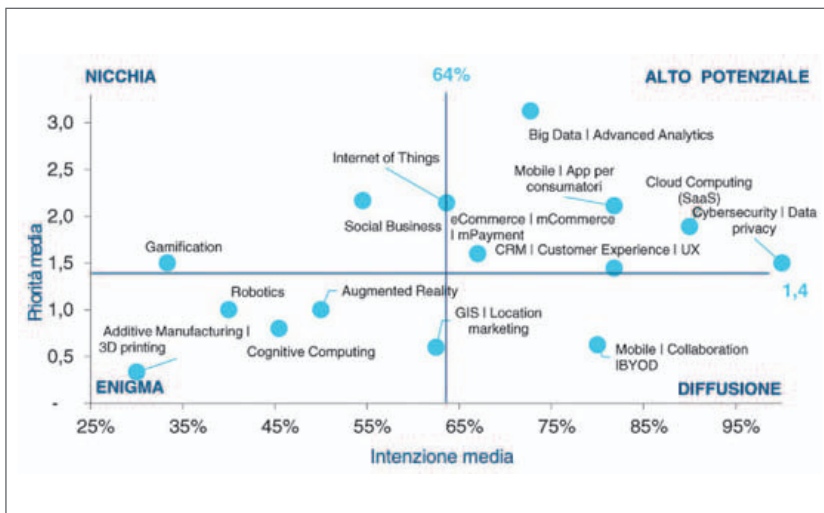 NICCHIA
64%
ALTO POTENZIALE
3,0
2,5
2,0
1,5
1,0
0,5
-
Priorità media
Big Data | Advanced Analytics
Internet of Things
Mobile | App per
consumatori
Cloud Computing
(SaaS)
Social Business
eCommerce | mCommerce
| mPayment
Cybersecurity | Data
privacy
Gamification
CRM | Customer Experience | UX
1,4
Robotics
Augmented Reality
GIS | Location
marketing
Additive Manufacturing |
3D printing
Cognitive Computing
Mobile | Collaboration
|BYOD
ENIGMA
DIFFUSIONE
25%
35%
45%
55%
65%
75%
85%
95%
Intenzione media